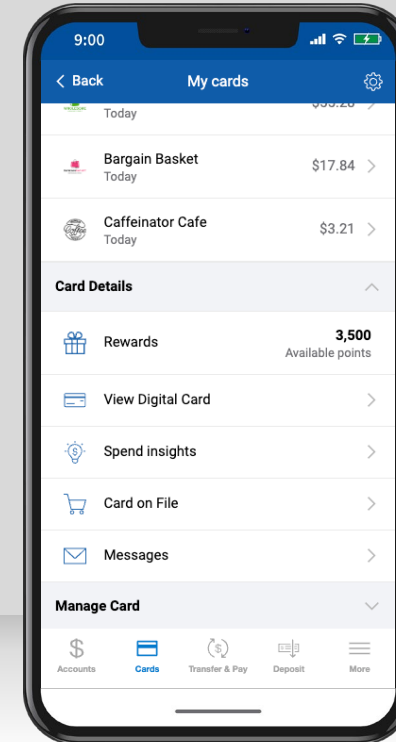 9:00
Back
My cards
Today
Bargain Basket
$17.84
Today
Caffeinator Cafe
$3.21
Today
Card Details
Rewards
3,500
Available points
View Digital Card
Spend insights
Card on File
Messages
Manage Card
Accounts
Cards
Transfer & Pay
Deposit
More